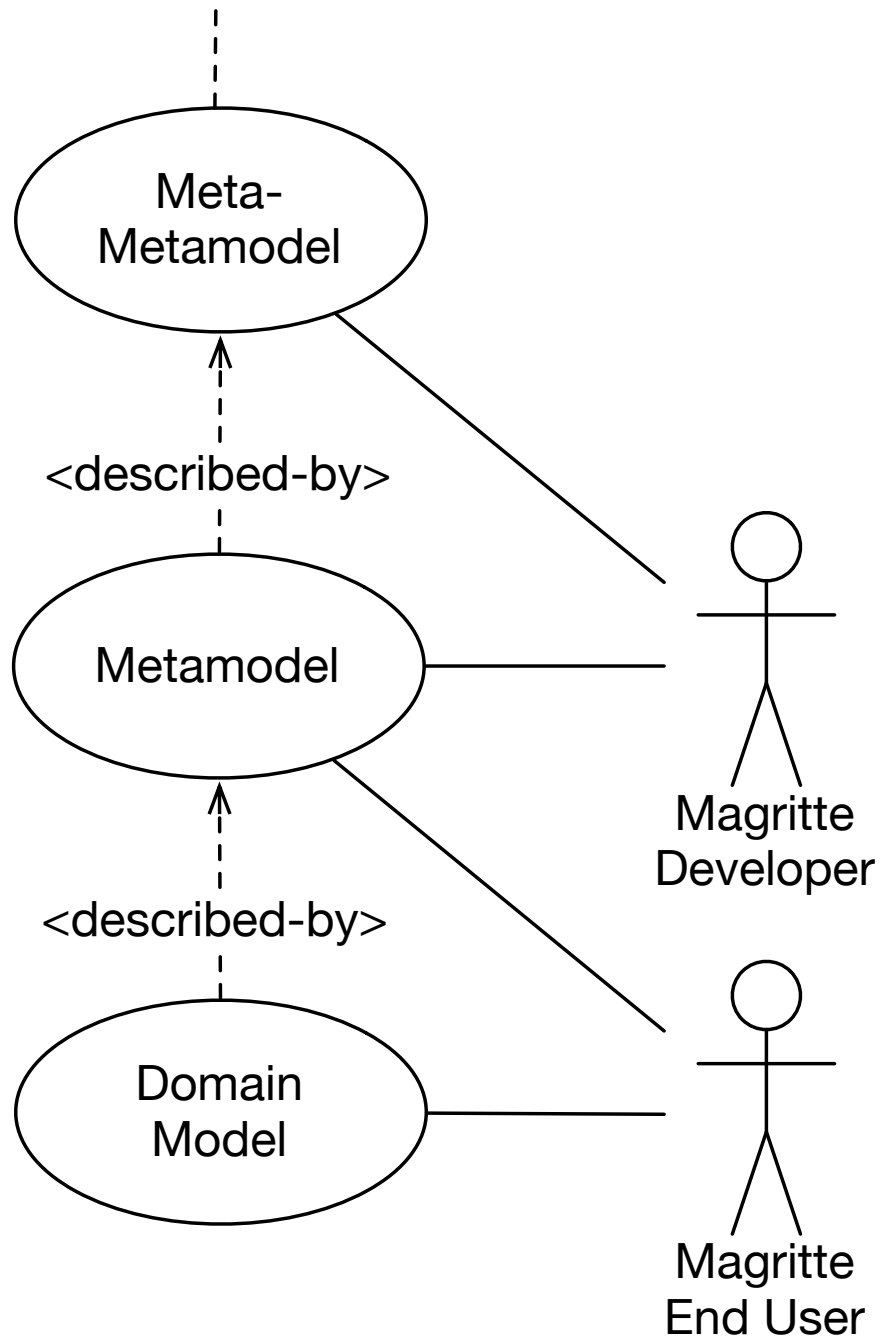 Meta-
Metamodel
<described-by>
Metamodel
Magritte
Developer
<described-by>
Domain
Model
Magritte
End User